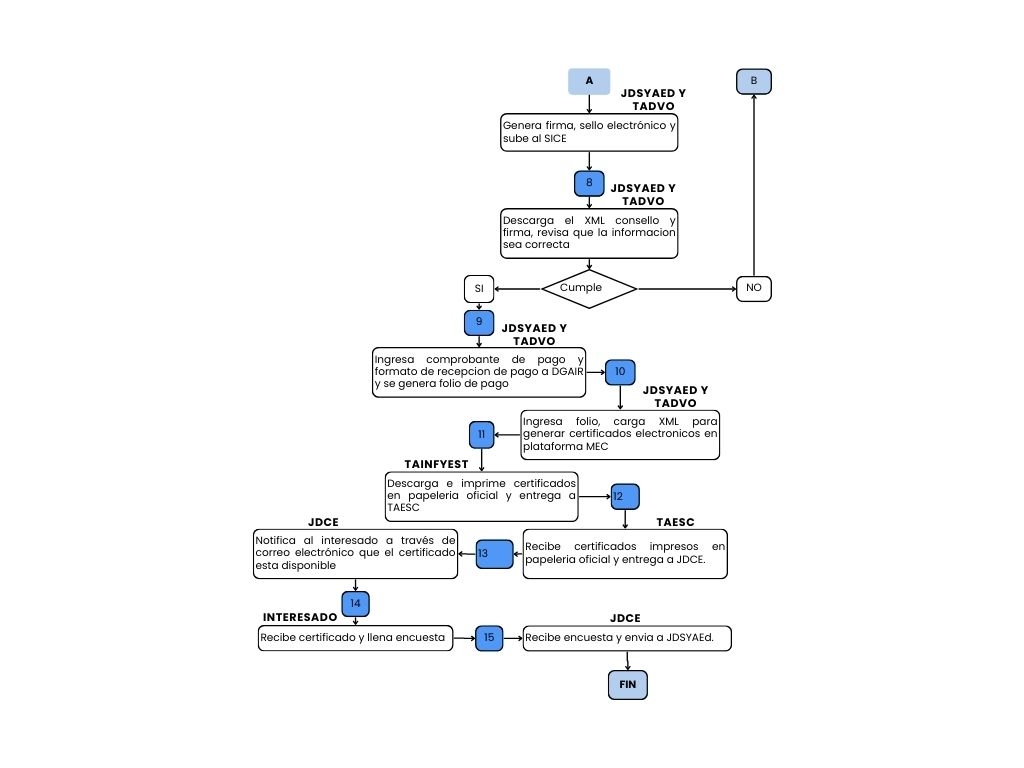 A
B
JDSYAED Y
TADVO
Genera firma, sello electrónico y
sube al SICE
8
JDSYAED Y
TADVO
Descarga el XML consello y
firma, revisa que la informacion
sea correcta
SI
Cumple
NO
9
JDSYAED Y
TADVO
Ingresa comprobante de pago y
formato de recepcion de pago a DGAIR
y se genera folio de pago
10
JDSYAED Y
TADVO
Ingresa folio, carga XML para
generar certificados electronicos en
plataforma MEC
11
TAINFYEST
Descarga e imprime certificados
en papeleria oficial y entrega a
TAESC
12
TAESC
Recibe certificados impresos en
papeleria oficial y entrega a JDCE.
13
JDCE
Notifica al interesado a través de
correo electrónico que el certificado
esta disponible
14
INTERESADO
Recibe certificado y llena encuesta
15
JDCE
Recibe encuesta y envia a JDSYAEd.
FIN